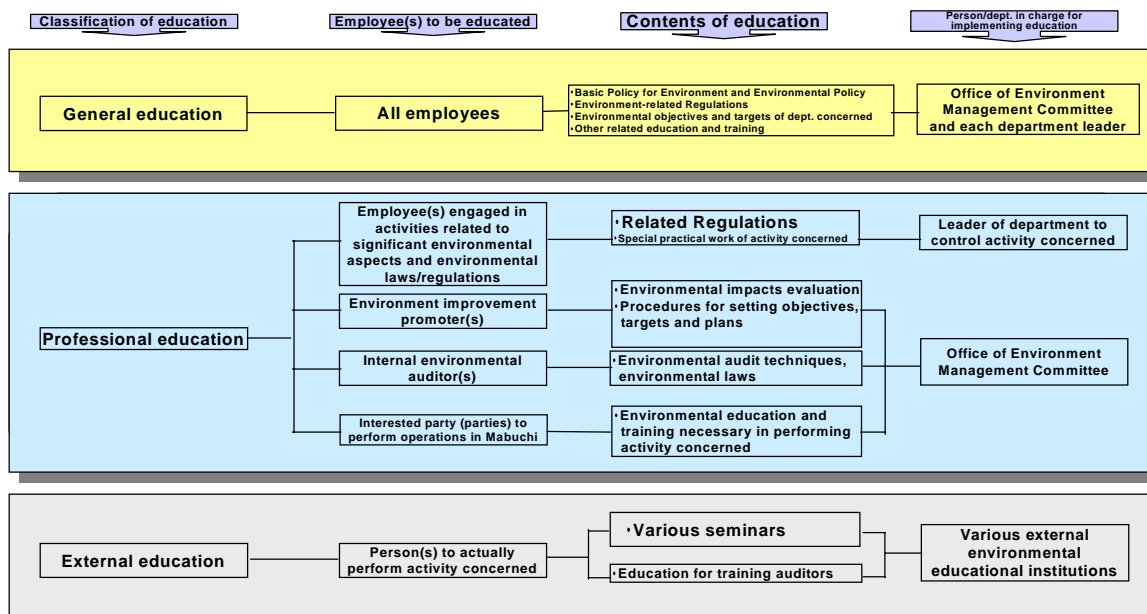 Classification of education
Employee(s) to be educated
Contents of education
Person/dept. in charge for
implementing education
General education
All employees
・Basic Policy for Environment and Environmental Policy
・Environment-related Regulations
・Environmental objectives and targets of dept. concerned
・Other related education and training
Office of Environment
Management Committee
and each department leader
Professional education
Employee(s) engaged in
activities related to
significant environmental
aspects and environmental
laws/regulations
・Related Regulations
・Special practical work of activity concerned
Leader of department to
control activity concerned
Environment improvement
promoter(s)
・Environmental impacts evaluation
・Procedures for setting objectives,
targets and plans
Internal environmental
auditor(s)
・Environmental audit techniques,
environmental laws
Office of Environment
Management Committee
Interested party (parties) to
perform operations in Mabuchi
・Environmental education and
training necessary in performing
activity concerned
External education
Person(s) to actually
perform activity concerned
・Various seminars
・Education for training auditors
Various external
environmental
educational institutions